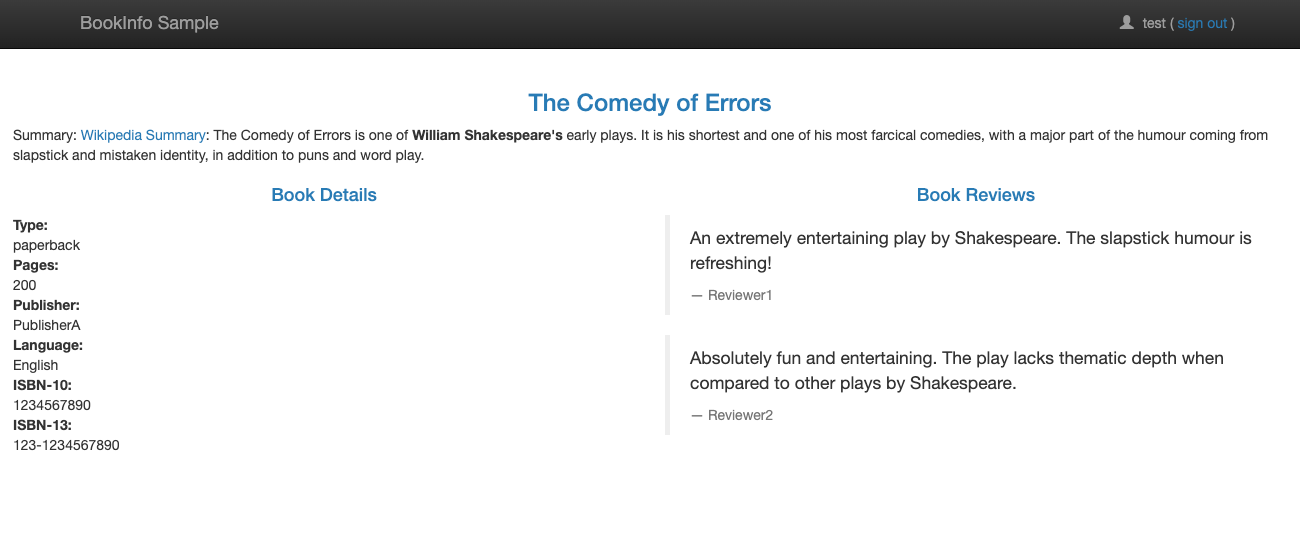 BookInfo Sample
test ( sign out )
The Comedy of Errors
Summary: Wikipedia Summary: The Comedy of Errors is one of William Shakespeare's early plays. It is his shortest and one of his most farcical comedies, with a major part of the humour coming from
slapstick and mistaken identity, in addition to puns and word play.
Book Details
Type:
paperback
Pages:
200
Publisher:
PublisherA
Language:
English
ISBN-10:
1234567890
ISBN-13:
123-1234567890
Book Reviews
An extremely entertaining play by Shakespeare. The slapstick humour is
refreshing!
— Reviewer1
Absolutely fun and entertaining. The play lacks thematic depth when
compared to other plays by Shakespeare.
— Reviewer2